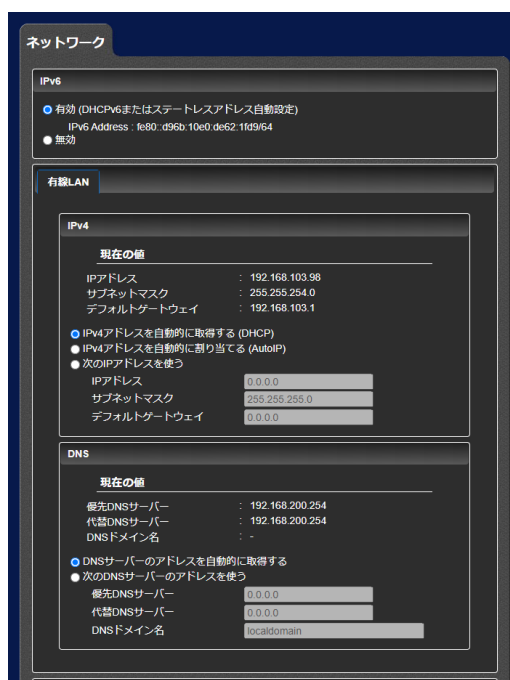 ネットワーク
IPv6
有効 (DHCPv6またはステートレスアドレス自動設定)
IPv6 Address : fe80::d96b:10e0:de62:1fd9/64
無効
有線LAN
IPv4
現在の値
IPアドレス : 192.168.103.98
サブネットマスク : 255.255.254.0
デフォルトゲートウェイ : 192.168.103.1
IPv4アドレスを自動的に取得する (DHCP)
IPv4アドレスを自動的に割り当てる (AutoIP)
次のIPアドレスを使う
IPアドレス 0.0.0.0
サブネットマスク 255.255.255.0
デフォルトゲートウェイ 0.0.0.0
DNS
現在の値
優先DNSサーバー : 192.168.200.254
代替DNSサーバー : 192.168.200.254
DNSドメイン名 : -
DNSサーバーのアドレスを自動的に取得する
次のDNSサーバーのアドレスを使う
優先DNSサーバー 0.0.0.0
代替DNSサーバー 0.0.0.0
DNSドメイン名 localdomain